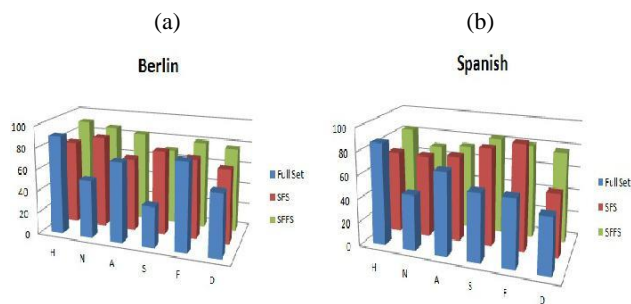 (a)
Berlin
100
80
60
40
20
0
H N A S F D
Full Set
SFS
SFFS
(b)
Spanish
100
80
60
40
20
0
H N A S F D
Full Set
SFS
SFFS